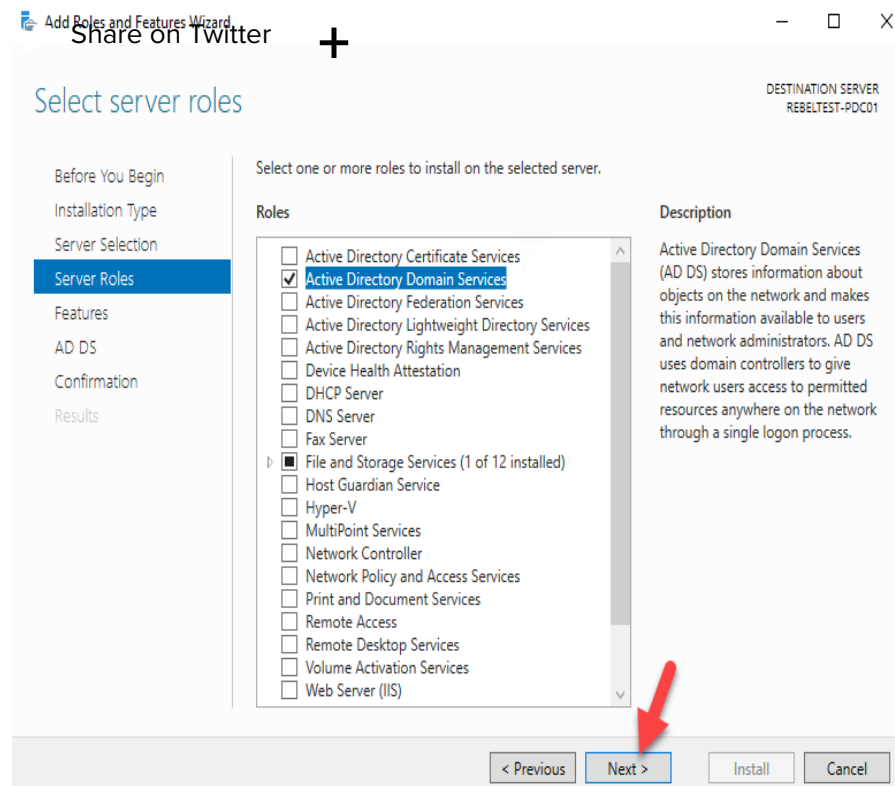 Add Roles and Features Wizard
Share on Twitter
Select server roles
DESTINATION SERVER
REBELTEST-PDC01
Before You Begin
Installation Type
Server Selection
Server Roles
Features
AD DS
Confirmation
Results
Select one or more roles to install on the selected server.
Roles
Active Directory Certificate Services
Active Directory Domain Services
Active Directory Federation Services
Active Directory Lightweight Directory Services
Active Directory Rights Management Services
Device Health Attestation
DHCP Server
DNS Server
Fax Server
File and Storage Services (1 of 12 installed)
Host Guardian Service
Hyper-V
MultiPoint Services
Network Controller
Network Policy and Access Services
Print and Document Services
Remote Access
Remote Desktop Services
Volume Activation Services
Web Server (IIS)
Description
Active Directory Domain Services
(AD DS) stores information about
objects on the network and makes
this information available to users
and network administrators. AD DS
uses domain controllers to give
network users access to permitted
resources anywhere on the network
through a single logon process.
< Previous
Next >
Install
Cancel